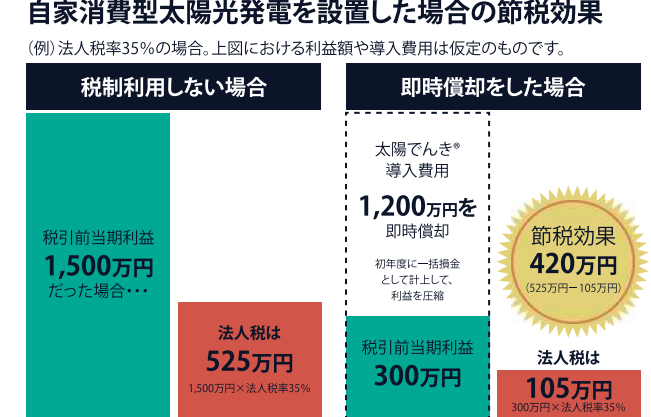 自家消費型太陽光発電を設置した場合の節税効果
(例)法人税率35%の場合。上図における利益額や導入費用は仮定のものです。
税制利用しない場合
税引前当期利益
1,500万円
だった場合・・・
法人税は
525万円
1,500万円×法人税率35%
即時償却をした場合
太陽でんき®
導入費用
1,200万円を
即時償却
初年度に一括損金
として計上して、
利益を圧縮
税引前当期利益
300万円
節税効果
420万円
(525万円ー105万円)
法人税は
105万円
300万円×法人税率35%